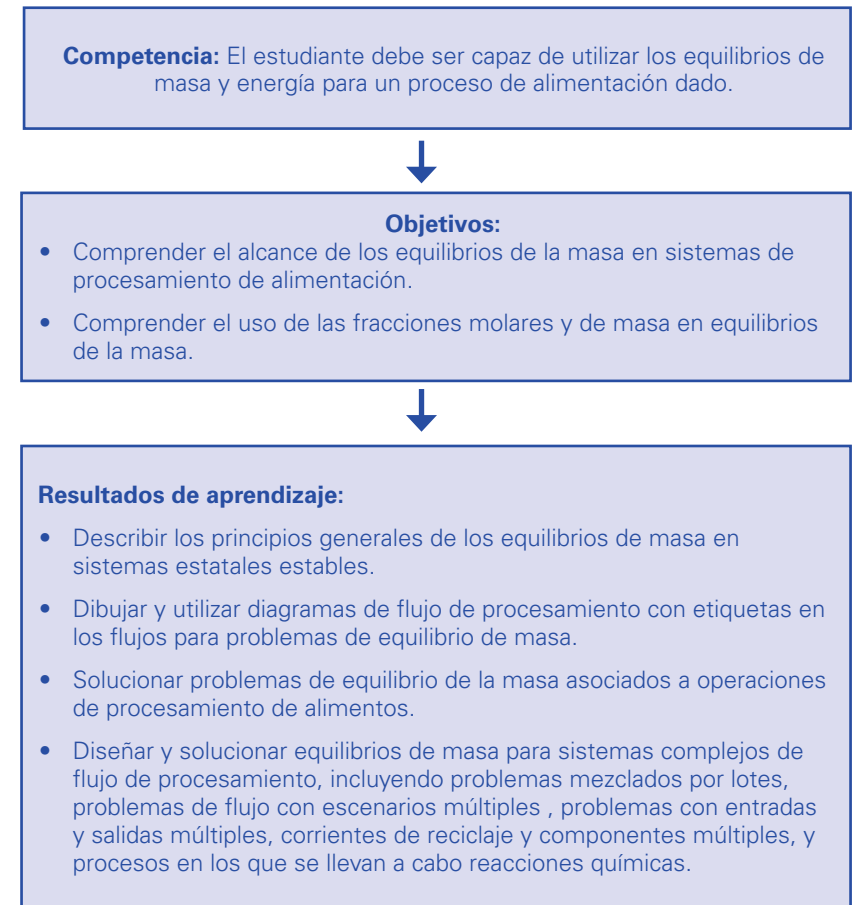 Competencia: El estudiante debe ser capaz de utilizar los equilibrios de
masa y energía para un proceso de alimentación dado.
Objetivos:
• Comprender el alcance de los equilibrios de la masa en sistemas de
procesamiento de alimentación.
• Comprender el uso de las fracciones molares y de masa en equilibrios
de la masa.
Resultados de aprendizaje:
• Describir los principios generales de los equilibrios de masa en
sistemas estatales estables.
• Dibujar y utilizar diagramas de flujo de procesamiento con etiquetas en
los flujos para problemas de equilibrio de masa.
• Solucionar problemas de equilibrio de la masa asociados a operaciones
de procesamiento de alimentos.
• Diseñar y solucionar equilibrios de masa para sistemas complejos de
flujo de procesamiento, incluyendo problemas mezclados por lotes,
problemas de flujo con escenarios múltiples , problemas con entradas
y salidas múltiples, corrientes de reciclaje y componentes múltiples, y
procesos en los que se llevan a cabo reacciones químicas.